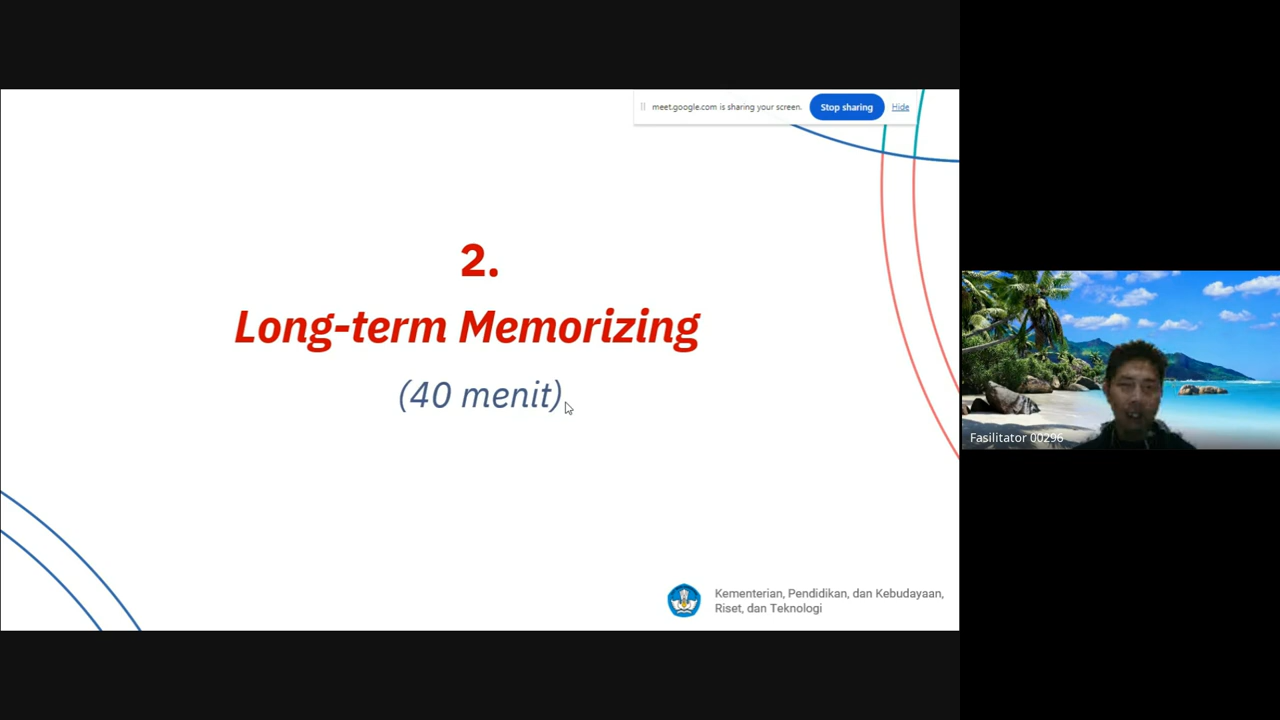 meet.google.com is sharing your screen.
Stop sharing
Hide
2.
Long-term Memorizing
(40 menit)
Kementerian, Pendidikan, dan Kebudayaan,
Riset, dan Teknologi
Fasilitator 00296